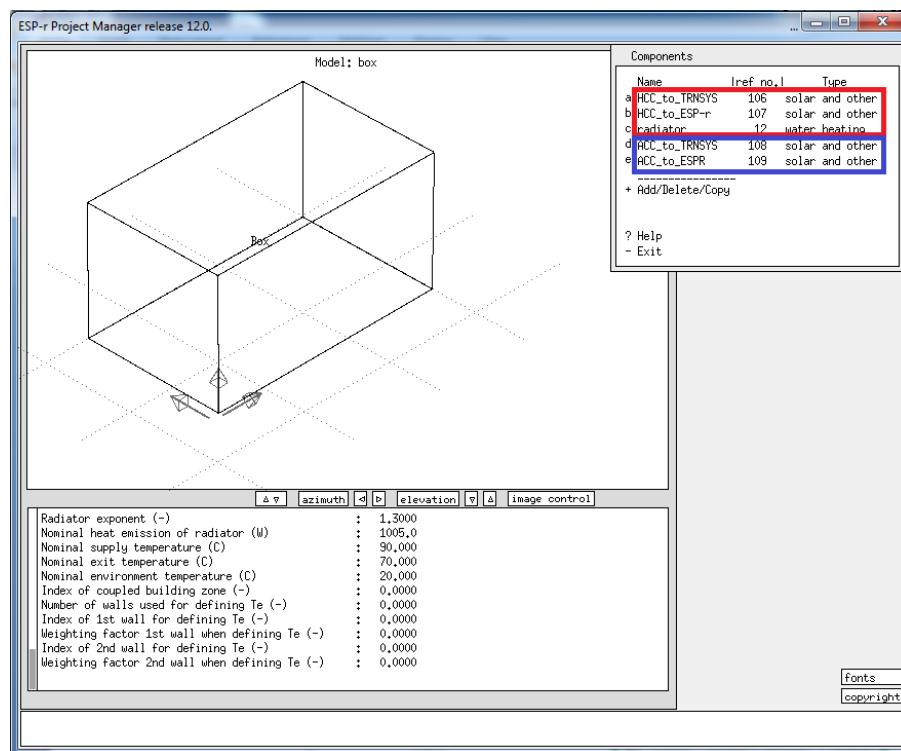 ESP-r Project Manager release 12.0.
...
Model: box
Box
Components
Name |ref no.| Type
a HCC_to_TRNSYS 106 solar and other
b HCC_to_ESP-r 107 solar and other
c radiator 12 water heating
d ACC_to_TRNSYS 108 solar and other
e ACC_to_ESPR 109 solar and other
+ Add/Delete/Copy
? Help
- Exit
azimuth elevation image control
Radiator exponent (-) : 1.3000
Nominal heat emission of radiator (W) : 1005.0
Nominal supply temperature (C) : 90.000
Nominal exit temperature (C) : 70.000
Nominal environment temperature (C) : 20.000
Index of coupled building zone (-) : 0.0000
Number of walls used for defining Te (-) : 0.0000
Index of 1st wall for defining Te (-) : 0.0000
Weighting factor 1st wall when defining Te (-) : 0.0000
Index of 2nd wall for defining Te (-) : 0.0000
Weighting factor 2nd wall when defining Te (-) : 0.0000
fonts
copyright